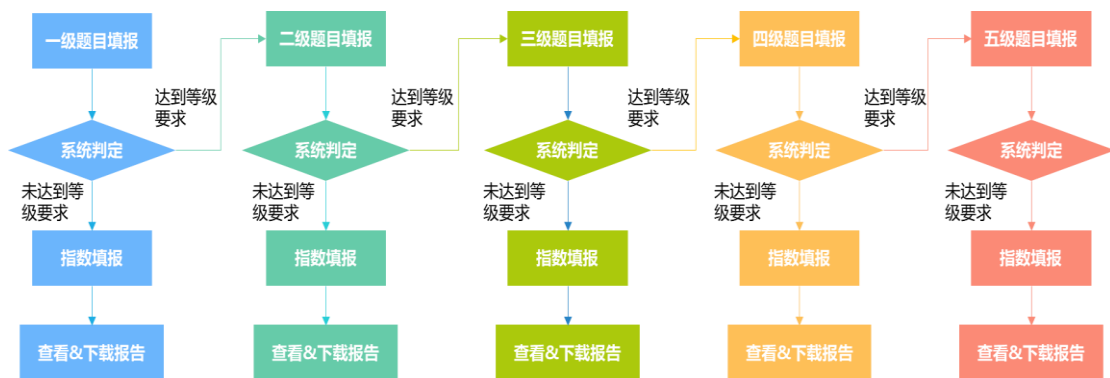 一级题目填报
二级题目填报
三级题目填报
四级题目填报
五级题目填报
达到等级
要求
达到等级
要求
达到等级
要求
达到等级
要求
系统判定
系统判定
系统判定
系统判定
系统判定
未达到等
级要求
未达到等
级要求
未达到等
级要求
未达到等
级要求
未达到等
级要求
指数填报
指数填报
指数填报
指数填报
指数填报
查看&下载报告
查看&下载报告
查看&下载报告
查看&下载报告
查看&下载报告